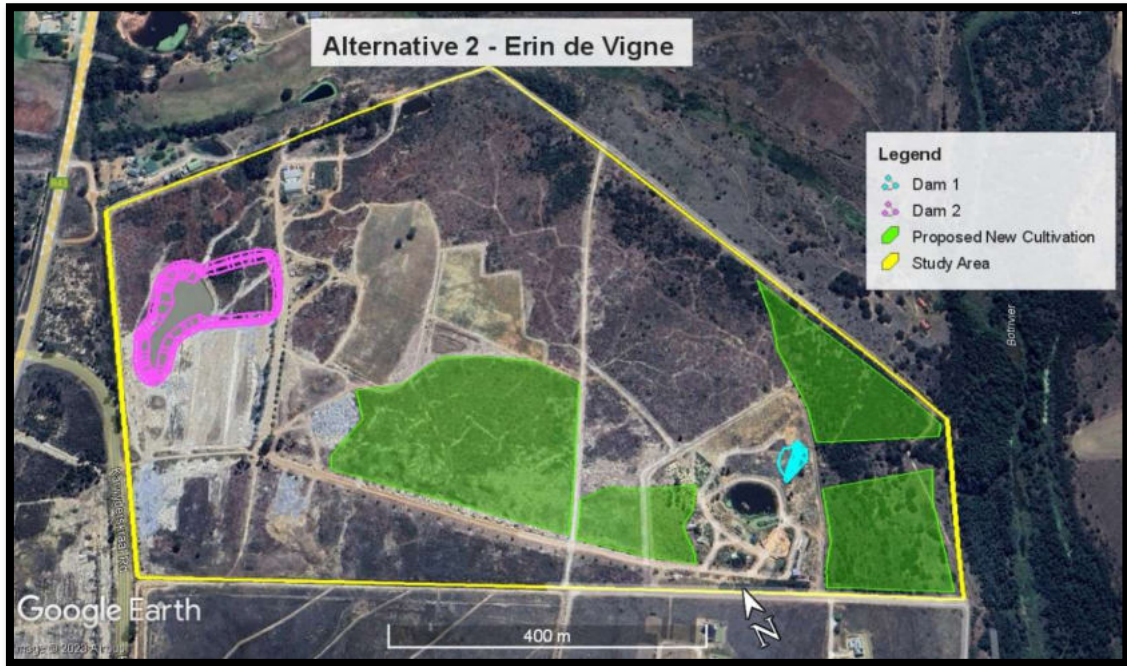 Alternative 2 - Erin de Vigne
Legend
Dam 1
Dam 2
Proposed New Cultivation
Study Area
Botrivier
Google Earth
400 m
N